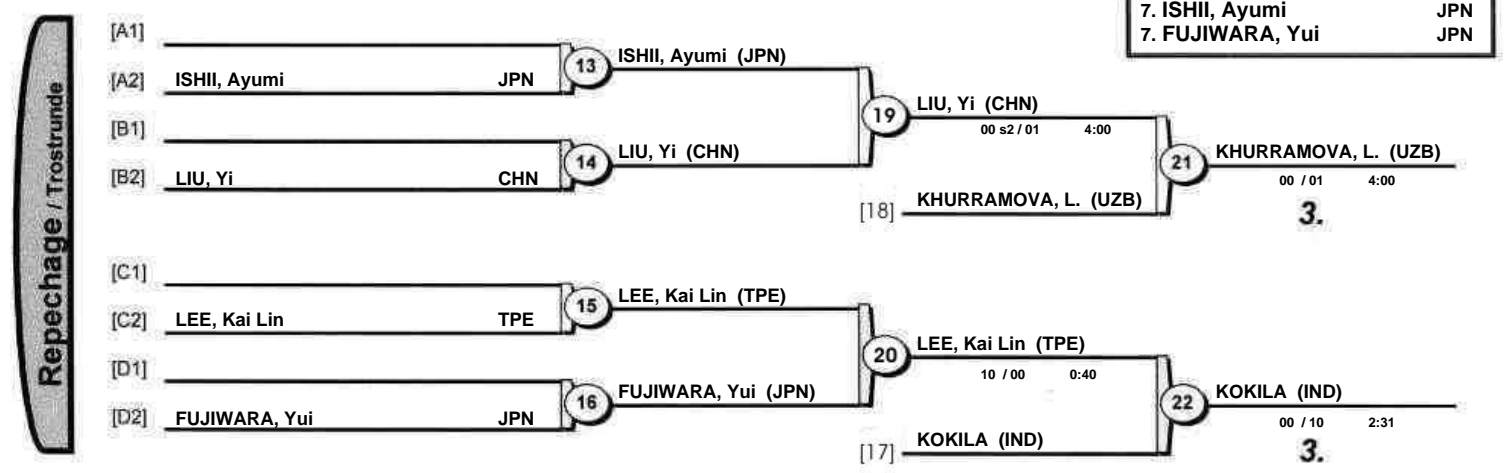 7. ISHII, Ayumi JPN
7. FUJIWARA, Yui JPN
Repechage / Trostrunde
[A1]
[A2] ISHII, Ayumi JPN
13
ISHII, Ayumi (JPN)
[B1]
[B2] LIU, Yi CHN
14
LIU, Yi (CHN)
19
LIU, Yi (CHN)
00 s2 / 01 4:00
[18] KHURRAMOVA, L. (UZB)
21
KHURRAMOVA, L. (UZB)
00 / 01 4:00
3.
[C1]
[C2] LEE, Kai Lin TPE
15
LEE, Kai Lin (TPE)
[D1]
[D2] FUJIWARA, Yui JPN
16
FUJIWARA, Yui (JPN)
20
LEE, Kai Lin (TPE)
10 / 00 0:40
[17] KOKILA (IND)
22
KOKILA (IND)
00 / 10 2:31
3.